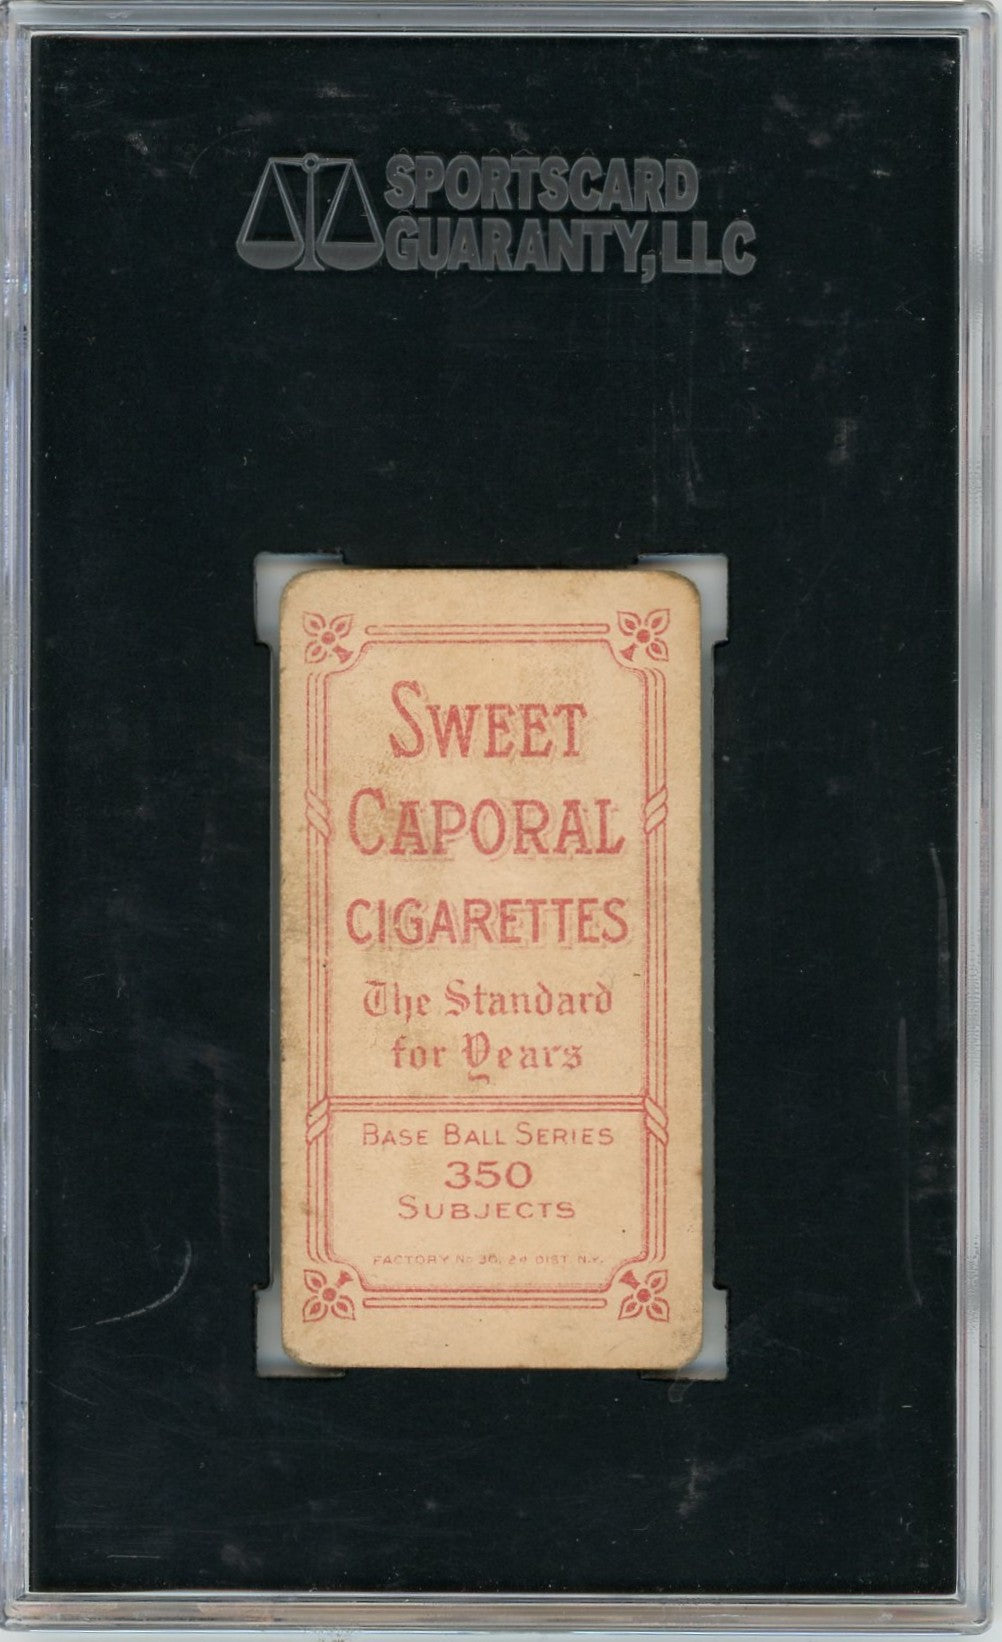 SPORTSCARD
GUARANTY, LLC
SWEET
CAPORAL
CIGARETTES
The Standard
for Years
BASE BALL SERIES
350
SUBJECTS
FACTORY No 30, 2d DIST. N.Y.